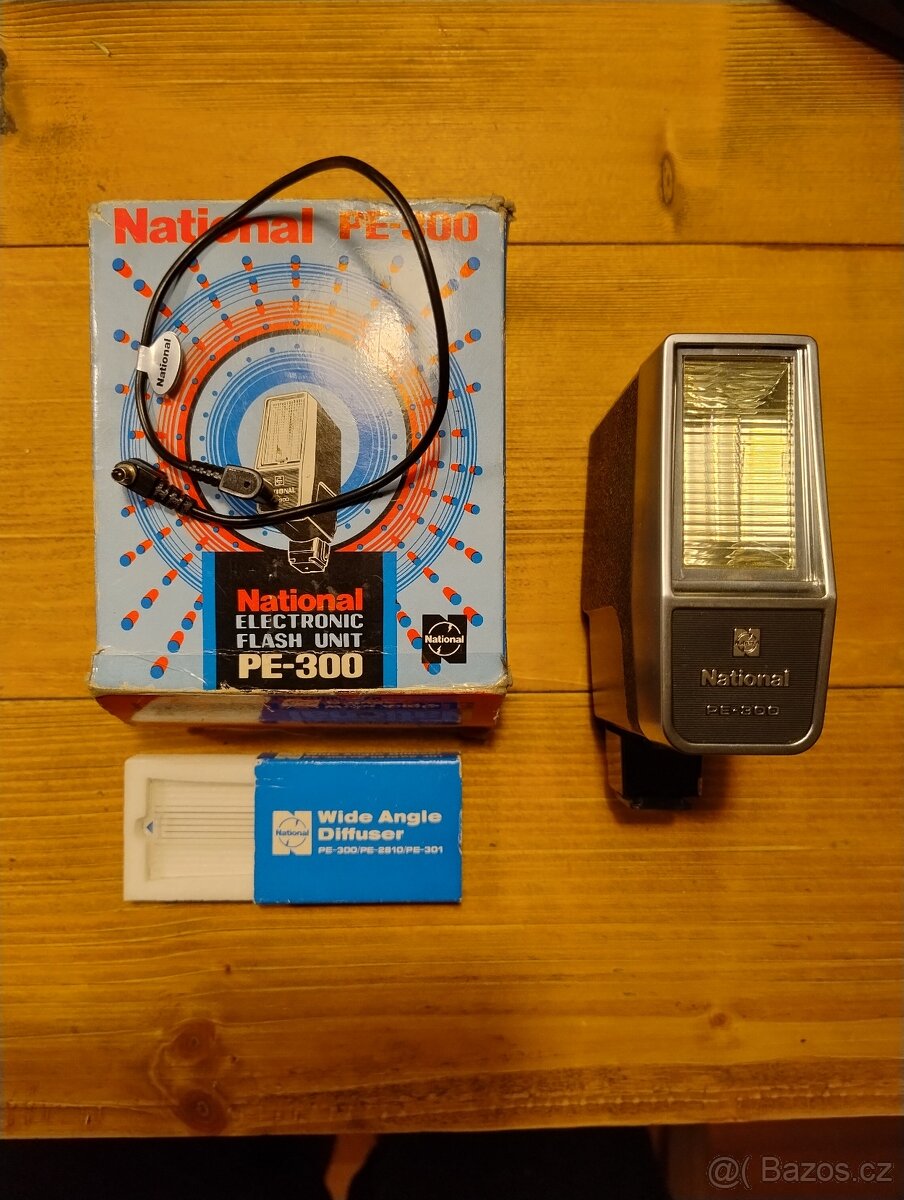 National PE-300
National
NATIONAL
National
ELECTRONIC
FLASH UNIT
PE-300
National
National
PE-300
National
Wide Angle
Diffuser
PE-300/PE-2810/PE-301
@( Bazos.cz